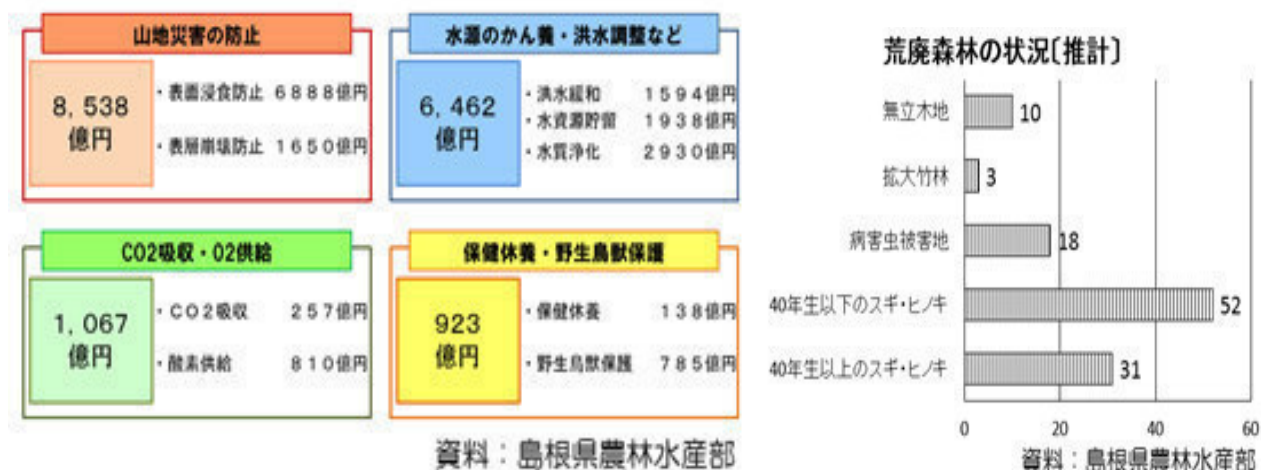 山地災害の防止
8,538
億円
・表面浸食防止 6888億円
・表層崩壊防止 1650億円
水源のかん養・洪水調整など
6,462
億円
・洪水緩和 1594億円
・水資源貯留 1938億円
・水質浄化 2930億円
CO2吸収・O2供給
1,067
億円
・CO2吸収 257億円
・酸素供給 810億円
保健休養・野生鳥獣保護
923
億円
・保健休養 138億円
・野生鳥獣保護 785億円
資料：島根県農林水産部
荒廃森林の状況〔推計〕
無立木地 10
拡大竹林 3
病害虫被害地 18
40年生以下のスギ・ヒノキ 52
40年生以上のスギ・ヒノキ 31
0 20 40 60
資料：島根県農林水産部